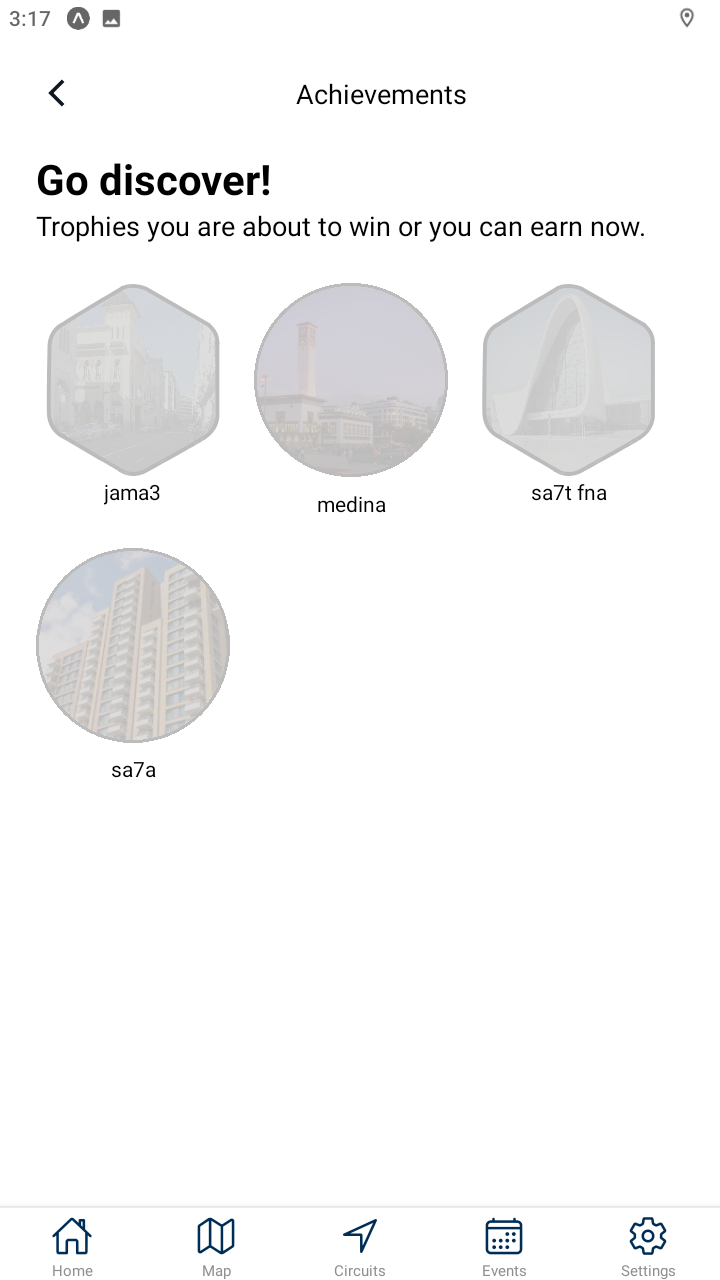 3:17
Achievements
Go discover!
Trophies you are about to win or you can earn now.
jama3
medina
sa7t fna
sa7a
Home
Map
Circuits
Events
Settings